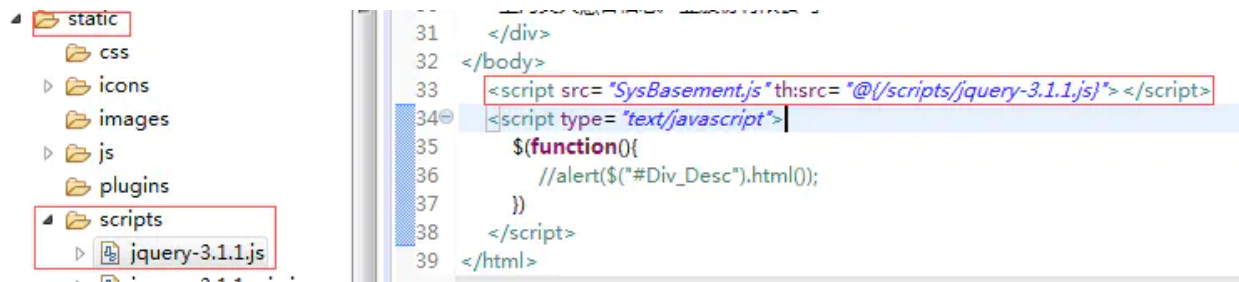 static
css
icons
images
js
plugins
scripts
jquery-3.1.1.js
31 </div>
32 </body>
33 <script src="SysBasement.js" th:src="@{/scripts/jquery-3.1.1.js}"></script>
34 <script type="text/javascript">
35 $(function(){
36 //alert($("#Div_Desc").html());
37 })
38 </script>
39 </html>